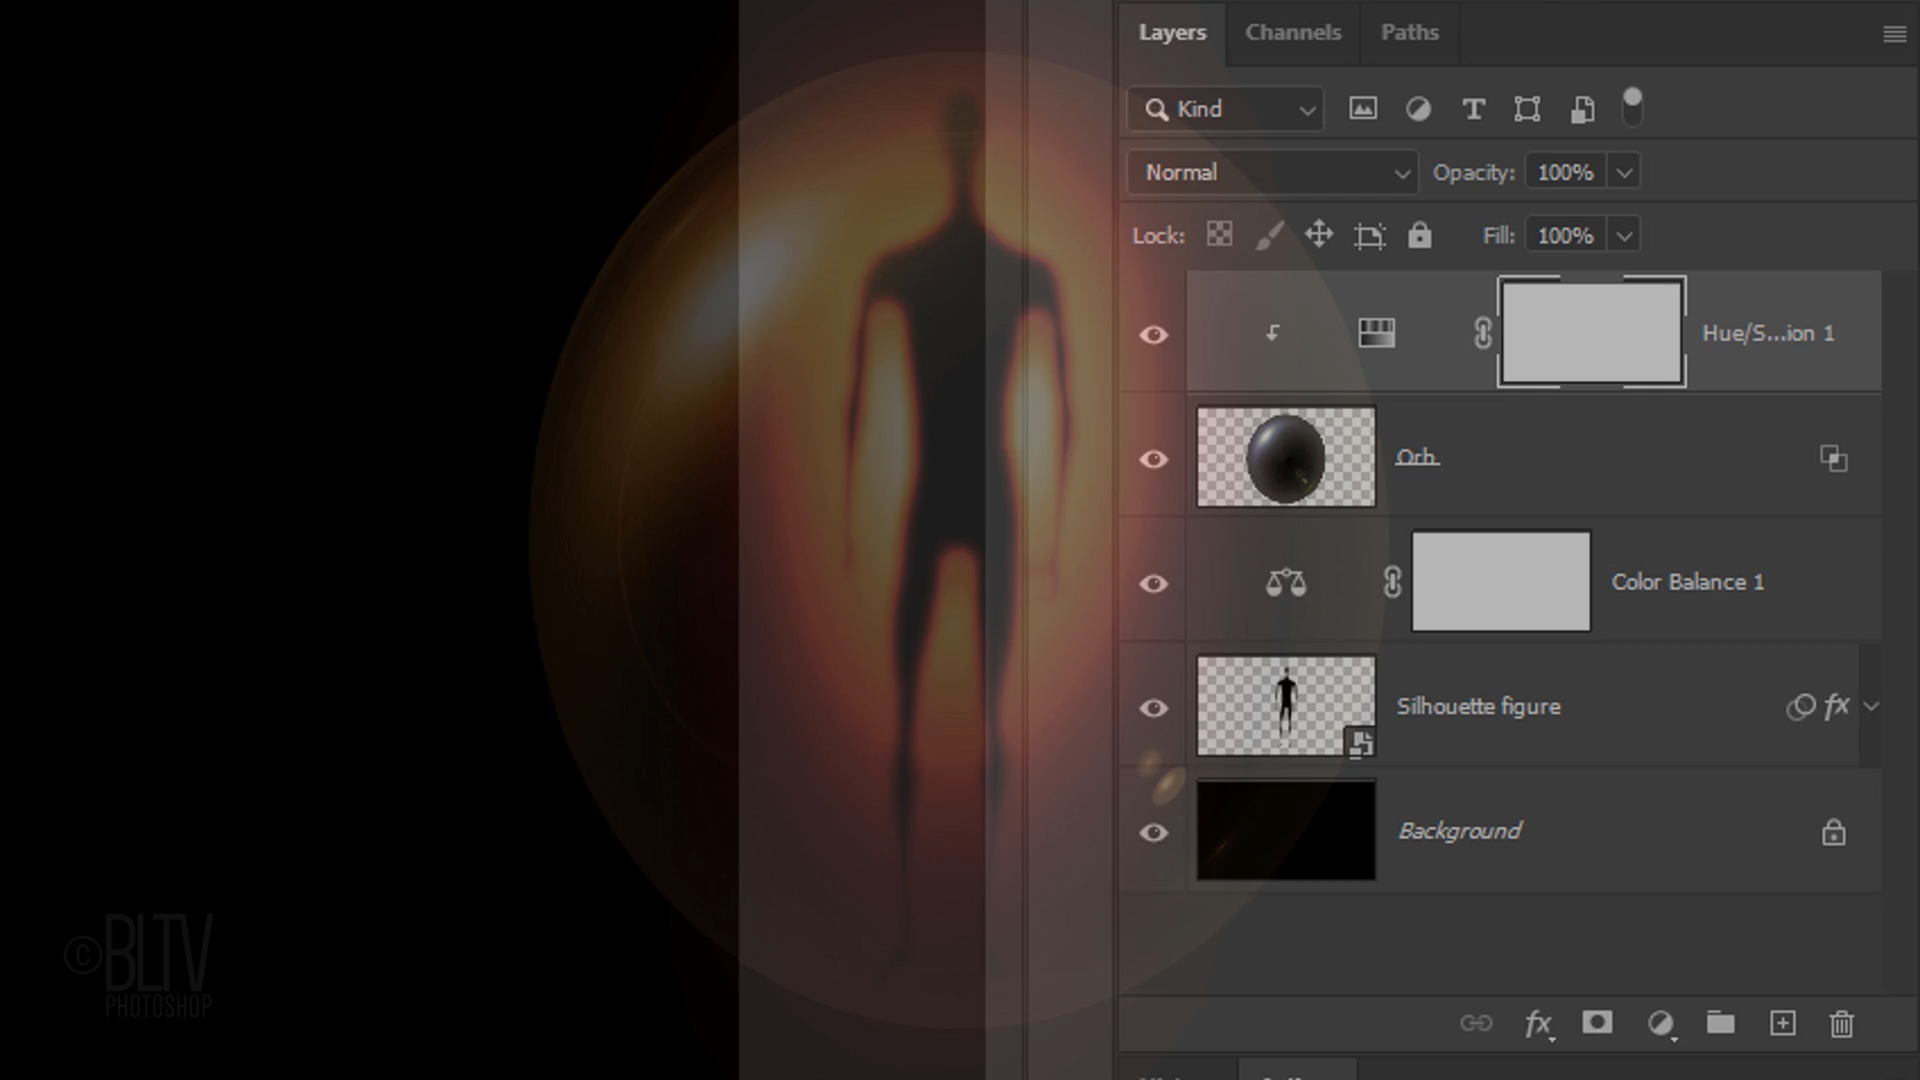 Layers Channels Paths
Kind
Normal Opacity: 100%
Lock: Fill: 100%
Hue/S...ion 1
Orb
Color Balance 1
Silhouette figure fx
Background
©BLTV
PHOTOSHOP
fx